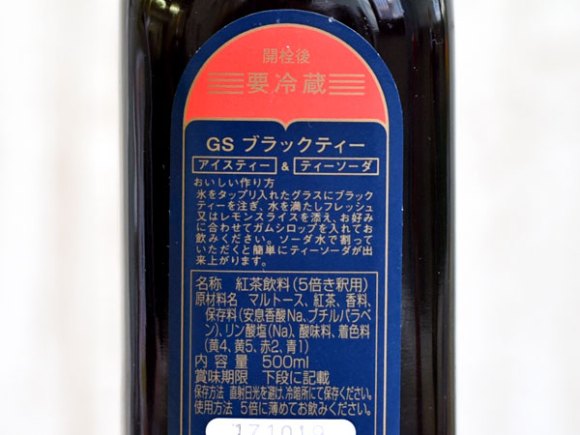 開栓後
要冷蔵
GS ブラックティー
アイスティー & ティーソーダ
おいしい作り方
氷をタップリ入れたグラスにブラック
ティーを注ぎ、水を満たしフレッシュ
又はレモンスライスを添え、お好み
に合わせてガムシロップを入れてお
飲みください。ソーダ水で割って
いただくと簡単にティーソーダが出
来上がります。
名称 紅茶飲料(5倍き釈用)
原材料名 マルトース、紅茶、香料、
保存料(安息香酸Na、ブチルパラベ
ン)、リン酸塩(Na)、酸味料、着色料
(黄4、黄5、赤2、青1)
内容量 500ml
賞味期限 下段に記載
保存方法 直射日光を避け、冷暗所にて保存ください。
使用方法 5倍に薄めてお飲みください。